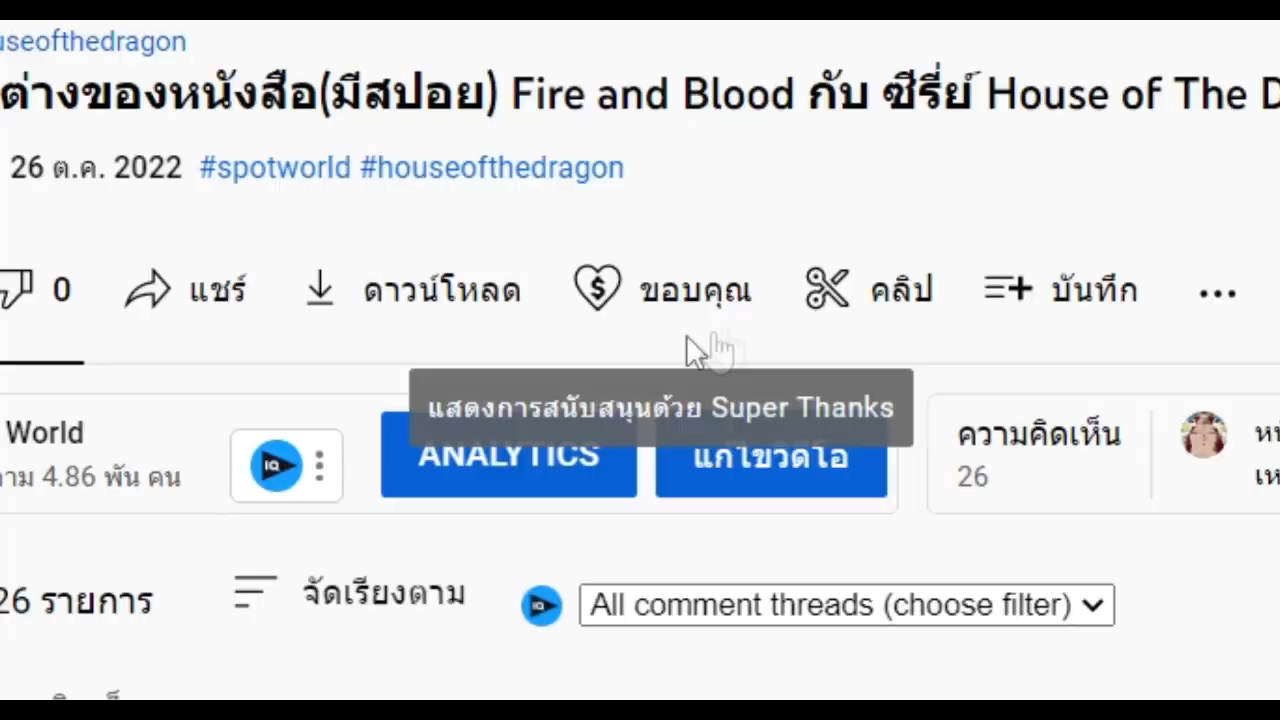 useofthedragon
ต่างของหนังสือ(มีสปอย) Fire and Blood กับ ซีรี่ย์ House of The D
26 ต.ค. 2022 #spotworld #houseofthedragon
0 แชร์ ดาวน์โหลด ขอบคุณ คลิป บันทึก ...
แสดงการสนับสนุนด้วย Super Thanks
World ANALYTICS แก้ไขวิดีโอ ความคิดเห็น
4.86 พัน คน IQ 26
26 รายการ จัดเรียงตาม IQ All comment threads (choose filter)